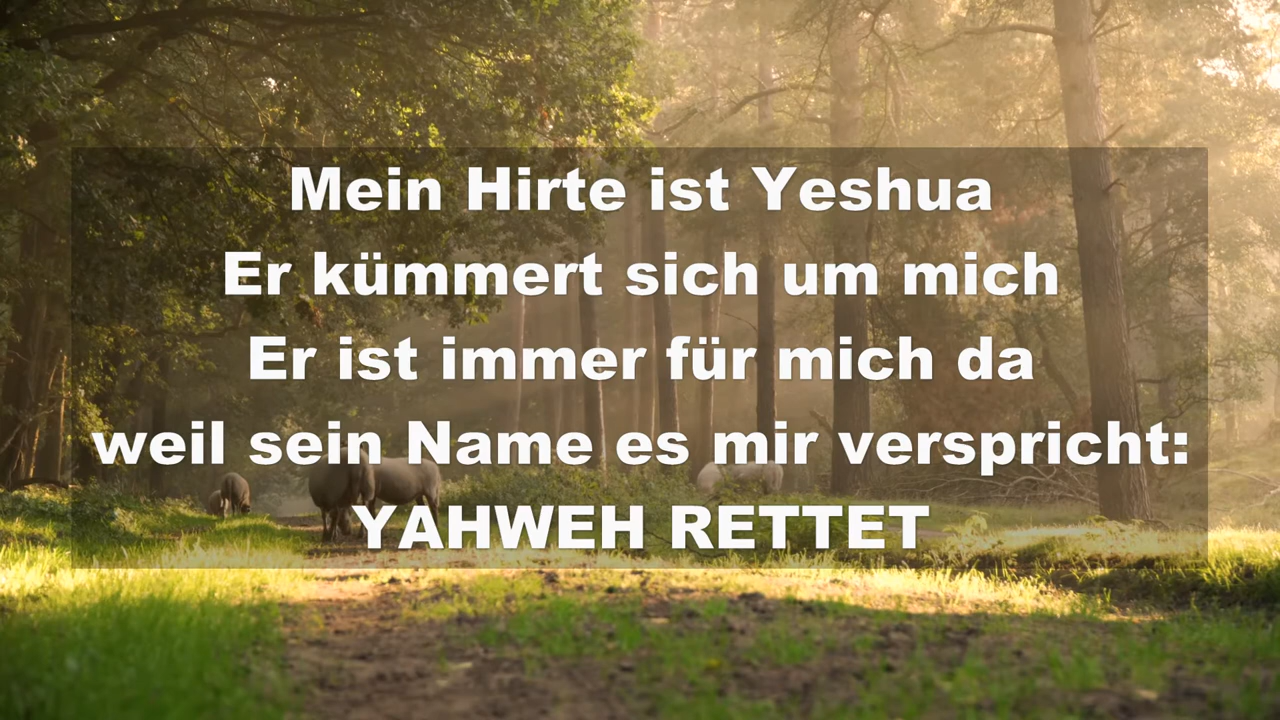 Mein Hirte ist Yeshua
Er kümmert sich um mich
Er ist immer für mich da
weil sein Name es mir verspricht:
YAHWEH RETTET